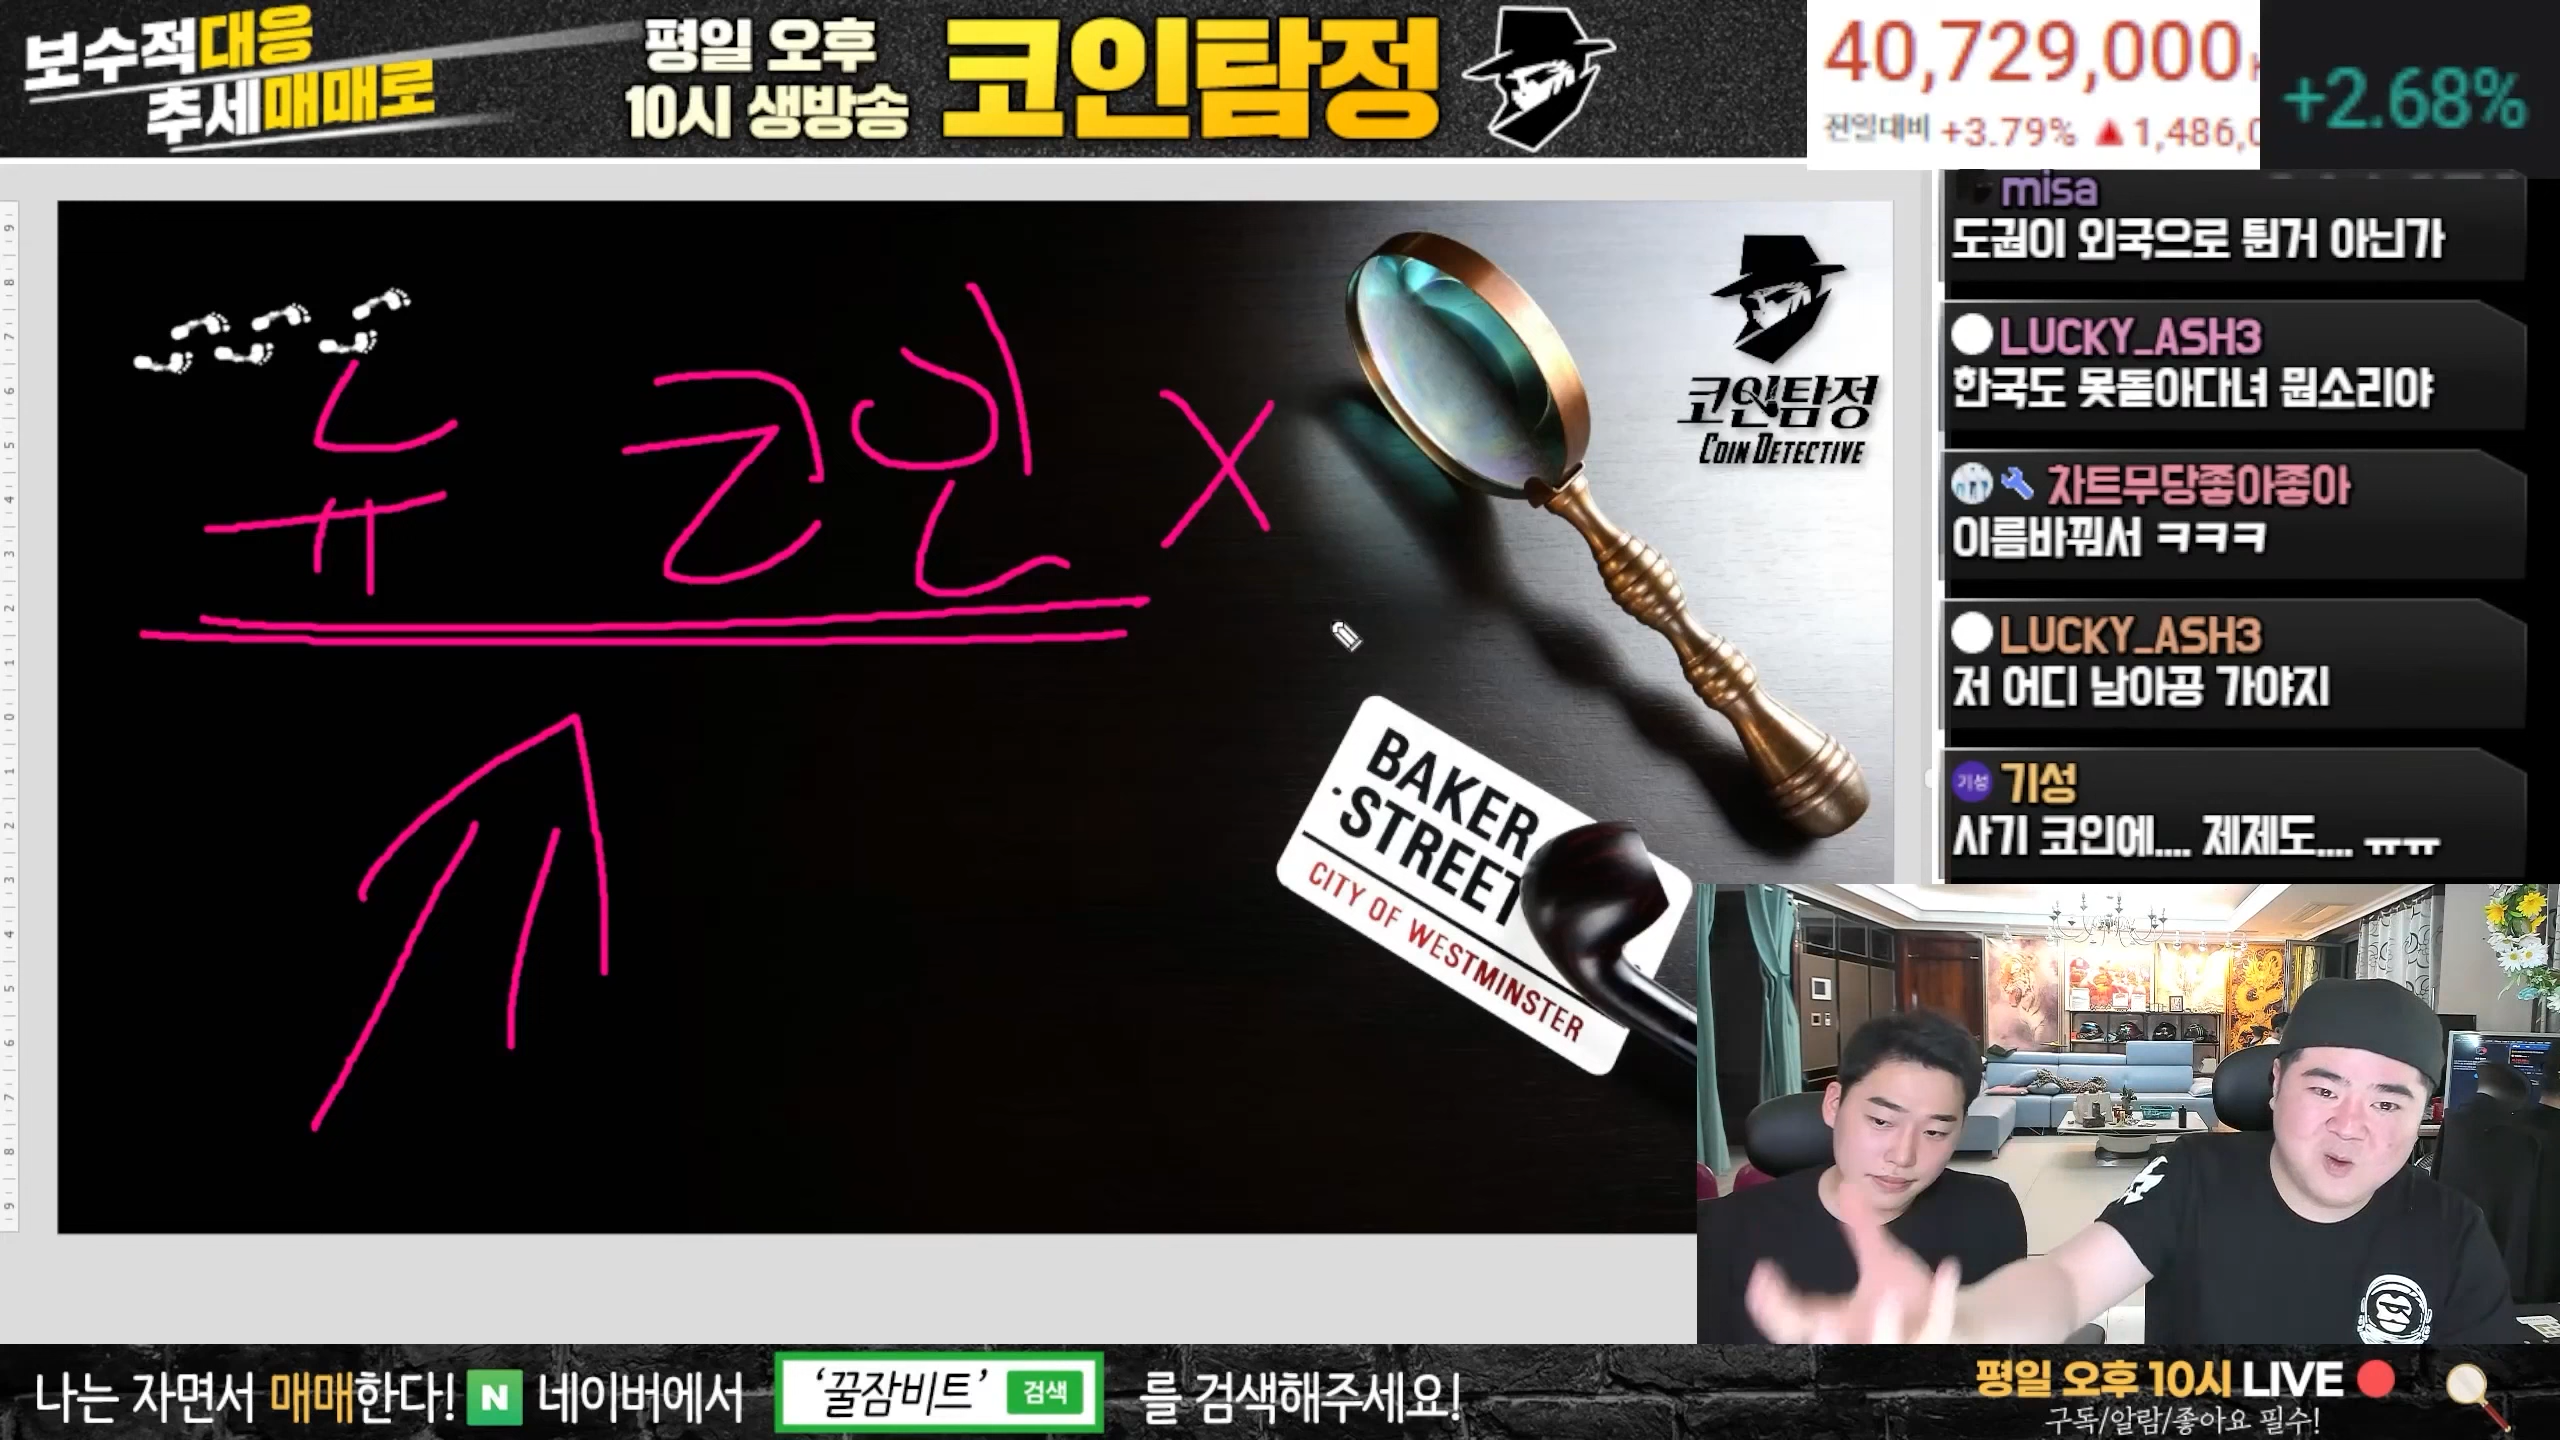 보수적대응
추세매매로
평일 오후
10시 생방송
코인탐정
40,729,000
전일대비 +3.79% ▲ 1,486,0
+2.68%
뉴 코인 X
코인탐정
COIN DETECTIVE
BAKER
STREET
CITY OF WESTMINSTER
misa
도권이 외국으로 튄거 아닌가
LUCKY_ASH3
한국도 못돌아다녀 뭔소리야
차트무당좋아좋아
이름바꿔서 ㅋㅋㅋ
LUCKY_ASH3
저 어디 남아공 가야지
기성 기성
사기 코인에.... 제제도.... ㅠㅠ
나는 자면서 매매한다! N 네이버에서 '꿀잠비트' 검색 를 검색해주세요!
평일 오후 10시 LIVE
구독/알람/좋아요 필수!